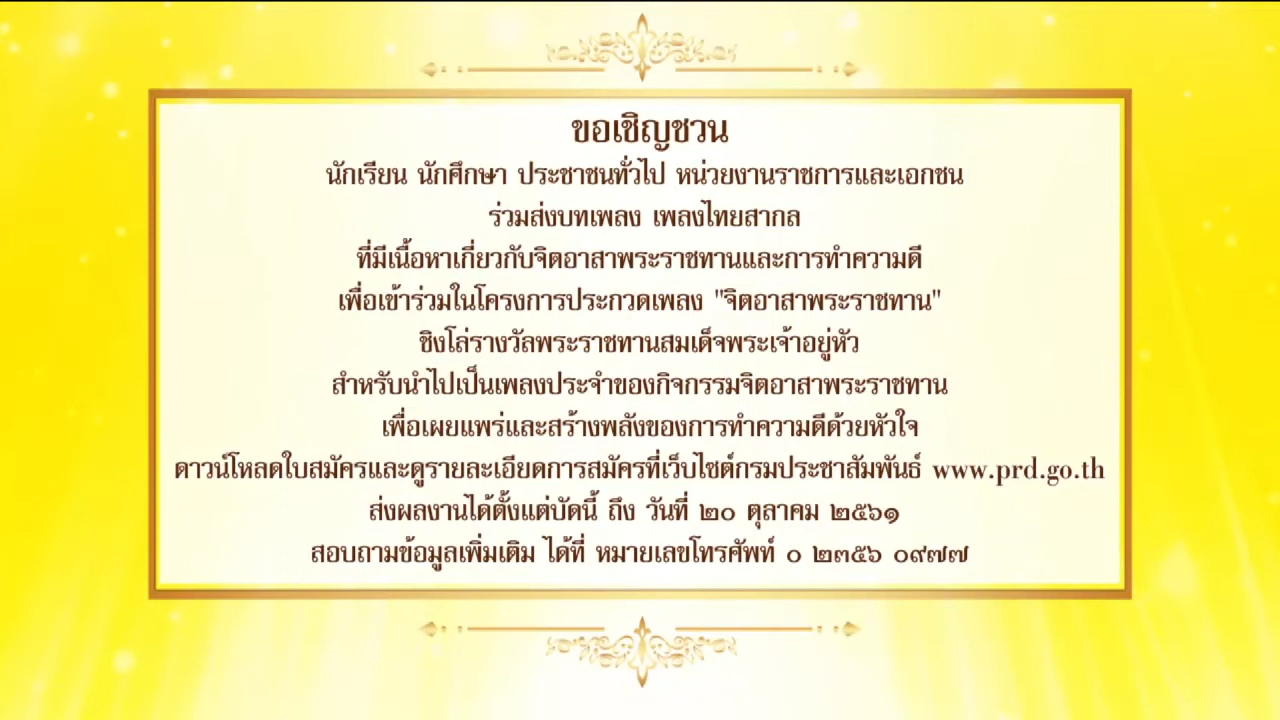 ขอเชิญชวน
นักเรียน นักศึกษา ประชาชนทั่วไป หน่วยงานราชการและเอกชน
ร่วมส่งบทเพลง เพลงไทยสากล
ที่มีเนื้อหาเกี่ยวกับจิตอาสาพระราชทานและการทำความดี
เพื่อเข้าร่วมในโครงการประกวดเพลง "จิตอาสาพระราชทาน"
ชิงโล่รางวัลพระราชทานสมเด็จพระเจ้าอยู่หัว
สำหรับนำไปเป็นเพลงประจำของกิจกรรมจิตอาสาพระราชทาน
เพื่อเผยแพร่และสร้างพลังของการทำความดีด้วยหัวใจ
ดาวน์โหลดใบสมัครและดูรายละเอียดการสมัครที่เว็บไซต์กรมประชาสัมพันธ์ www.prd.go.th
ส่งผลงานได้ตั้งแต่บัดนี้ ถึง วันที่ ๒๐ ตุลาคม ๒๕๖๑
สอบถามข้อมูลเพิ่มเติม ได้ที่ หมายเลขโทรศัพท์ ๐ ๒๓๕๖ ๐๙๗๗